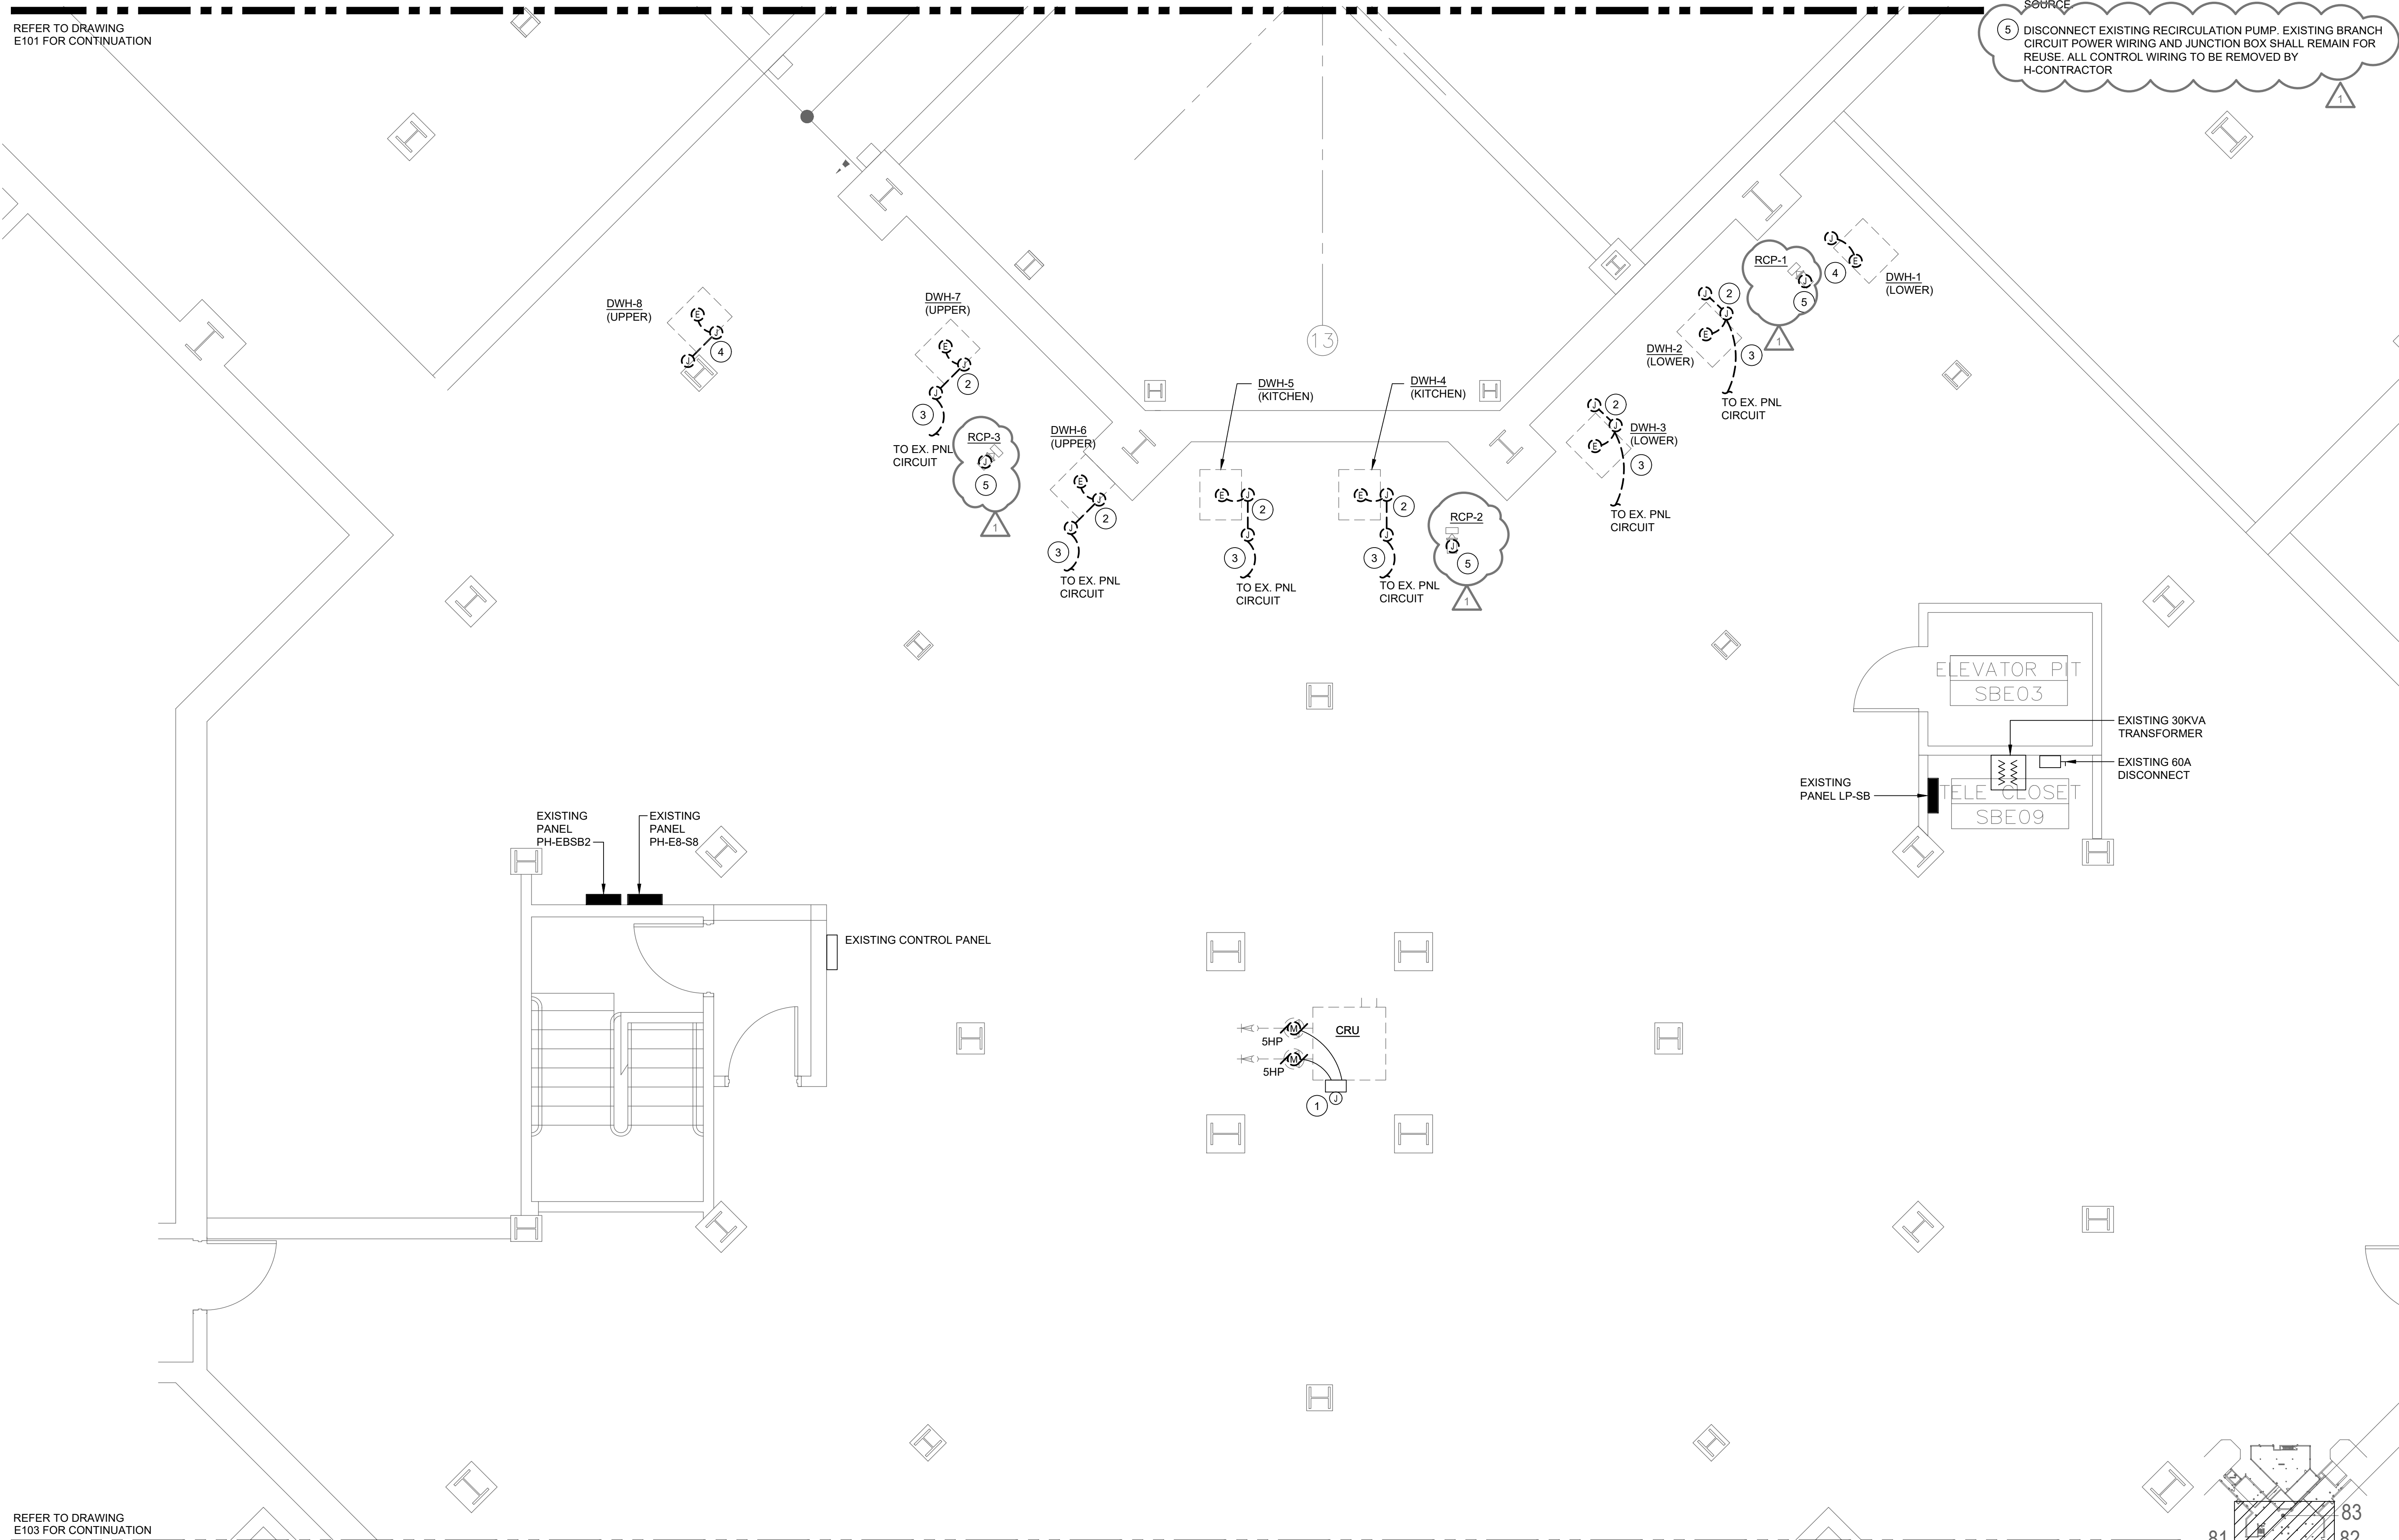 SOURCE.
REFER TO DRAWING
E101 FOR CONTINUATION
5 DISCONNECT EXISTING RECIRCULATION PUMP. EXISTING BRANCH
CIRCUIT POWER WIRING AND JUNCTION BOX SHALL REMAIN FOR
REUSE. ALL CONTROL WIRING TO BE REMOVED BY
H-CONTRACTOR
1
DWH-8
(UPPER)
E
J
J
4
DWH-7
(UPPER)
E
J
2
J
3
TO EX. PNL
CIRCUIT
RCP-3
J
5
1
DWH-6
(UPPER)
E
J
2
J
3
TO EX. PNL
CIRCUIT
13
DWH-5
(KITCHEN)
E
J
2
J
3
TO EX. PNL
CIRCUIT
DWH-4
(KITCHEN)
E
J
2
J
3
TO EX. PNL
CIRCUIT
RCP-2
J
5
1
J
2
J
DWH-3
(LOWER)
E
3
TO EX. PNL
CIRCUIT
J
2
J
E
DWH-2
(LOWER)
3
TO EX. PNL
CIRCUIT
RCP-1
J
5
1
J
E
4
DWH-1
(LOWER)
ELEVATOR PIT
SBE03
EXISTING 30KVA
TRANSFORMER
EXISTING 60A
DISCONNECT
EXISTING
PANEL LP-SB
TELE CLOSET
SBE09
EXISTING
PANEL
PH-EBSB2
EXISTING
PANEL
PH-E8-S8
EXISTING CONTROL PANEL
M
5HP
M
5HP
CRU
1
J
REFER TO DRAWING
E103 FOR CONTINUATION
83
81
82